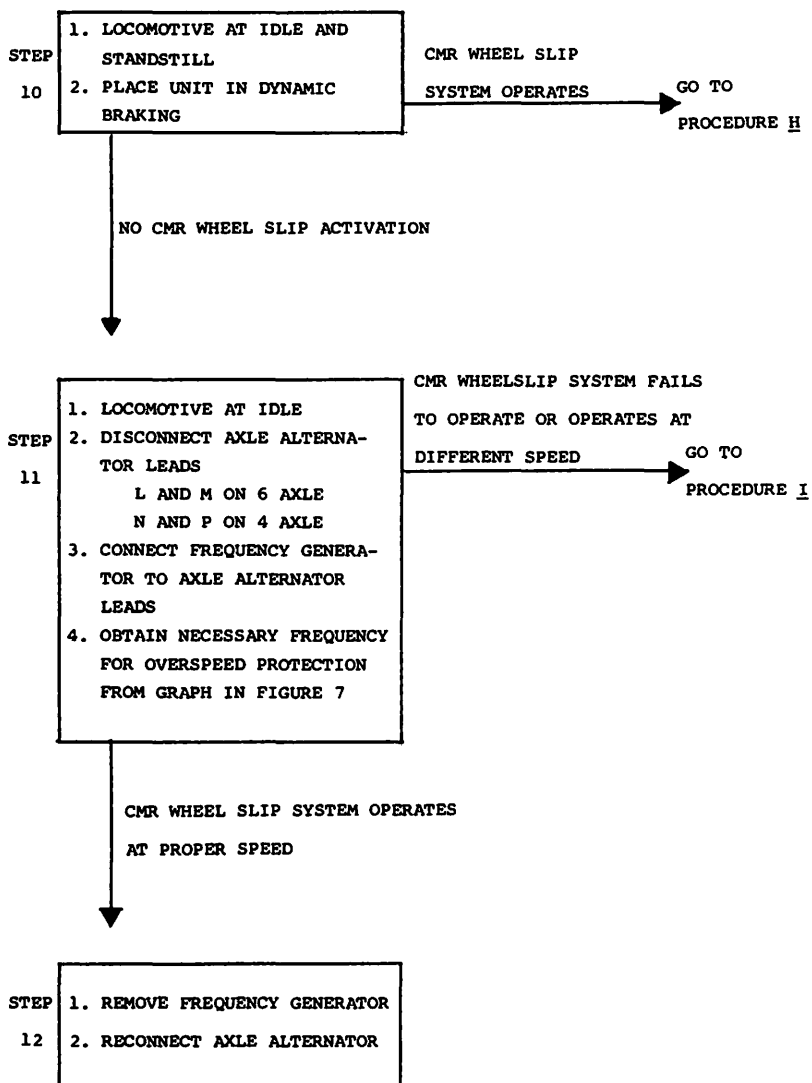 STEP
10
1. LOCOMOTIVE AT IDLE AND
STANDSTILL
2. PLACE UNIT IN DYNAMIC
BRAKING
CMR WHEEL SLIP
SYSTEM OPERATES
GO TO
PROCEDURE H
NO CMR WHEEL SLIP ACTIVATION
STEP
11
1. LOCOMOTIVE AT IDLE
2. DISCONNECT AXLE ALTERNA-
TOR LEADS
L AND M ON 6 AXLE
N AND P ON 4 AXLE
3. CONNECT FREQUENCY GENERA-
TOR TO AXLE ALTERNATOR
LEADS
4. OBTAIN NECESSARY FREQUENCY
FOR OVERSPEED PROTECTION
FROM GRAPH IN FIGURE 7
CMR WHEELSLIP SYSTEM FAILS
TO OPERATE OR OPERATES AT
DIFFERENT SPEED
GO TO
PROCEDURE I
CMR WHEEL SLIP SYSTEM OPERATES
AT PROPER SPEED
STEP
12
1. REMOVE FREQUENCY GENERATOR
2. RECONNECT AXLE ALTERNATOR